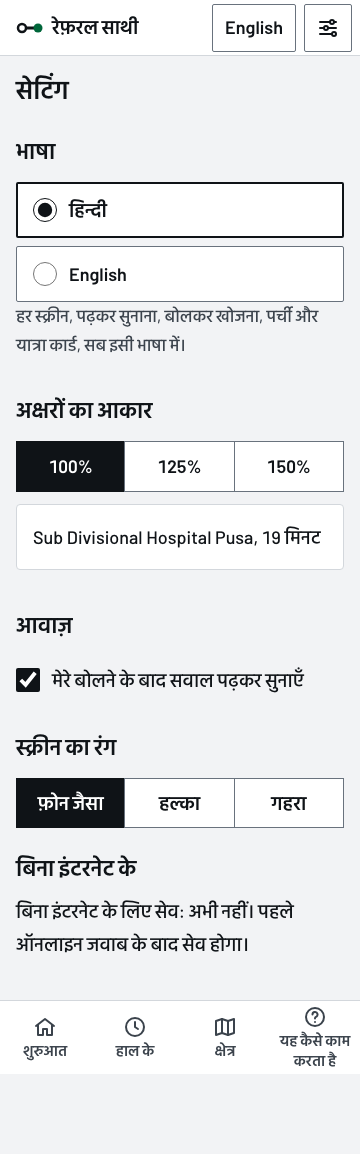 रेफ़रल साथी
English
सेटिंग
भाषा
हिन्दी
English
हर स्क्रीन, पढ़कर सुनाना, बोलकर खोजना, पर्ची और
यात्रा कार्ड, सब इसी भाषा में।
अक्षरों का आकार
100%
125%
150%
Sub Divisional Hospital Pusa, 19 मिनट
आवाज़
मेरे बोलने के बाद सवाल पढ़कर सुनाएँ
स्क्रीन का रंग
फ़ोन जैसा
हल्का
गहरा
बिना इंटरनेट के
बिना इंटरनेट के लिए सेव: अभी नहीं। पहले
ऑनलाइन जवाब के बाद सेव होगा।
शुरुआत
हाल के
क्षेत्र
यह कैसे काम
करता है